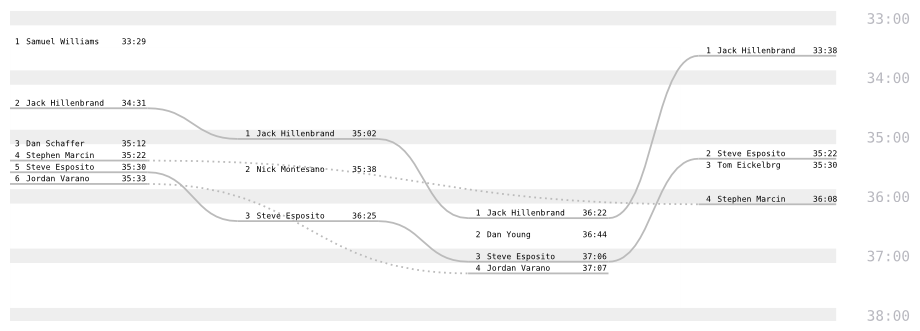 33:00
1 Samuel Williams 33:29
1 Jack Hillenbrand 33:38
34:00
2 Jack Hillenbrand 34:31
1 Jack Hillenbrand 35:02
35:00
3 Dan Schaffer 35:12
4 Stephen Marcin 35:22
5 Steve Esposito 35:30
6 Jordan Varano 35:33
2 Nick Montesano 35:38
2 Steve Esposito 35:22
3 Tom Eickelbrg 35:30
36:00
4 Stephen Marcin 36:08
3 Steve Esposito 36:25
1 Jack Hillenbrand 36:22
2 Dan Young 36:44
3 Steve Esposito 37:06
4 Jordan Varano 37:07
37:00
38:00